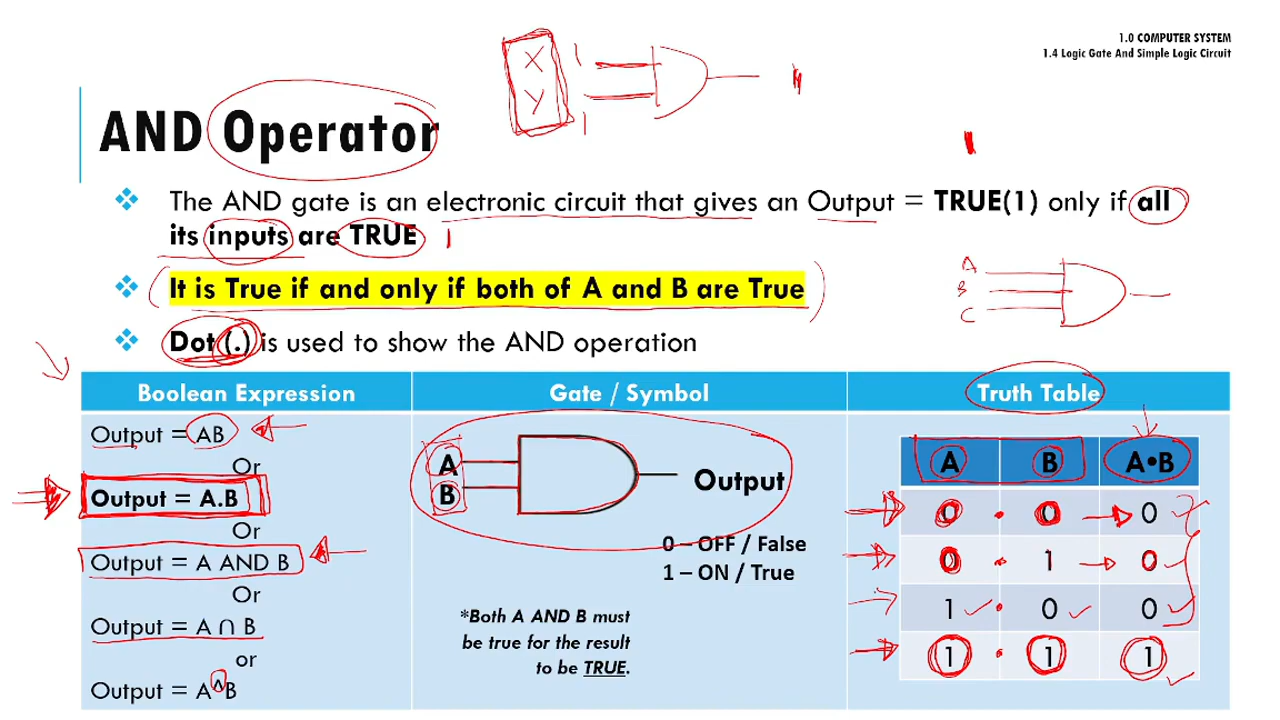 1.0 COMPUTER SYSTEM
1.4 Logic Gate And Simple Logic Circuit
X
1
Y
1
AND Operator
The AND gate is an electronic circuit that gives an Output = TRUE(1) only if all
its inputs are TRUE 1
It is True if and only if both of A and B are True
A
B
C
Dot (.) is used to show the AND operation
Boolean Expression
Gate / Symbol
Truth Table
Output = AB
Or
Output = A.B
Or
Output = A AND B
Or
Output = A ∩ B
or
Output = A^B
A
B
Output
0 – OFF / False
1 – ON / True
*Both A AND B must
be true for the result
to be TRUE.
A B A•B
0 . 0 0
0 . 1 0
1 . 0 0
1 . 1 1